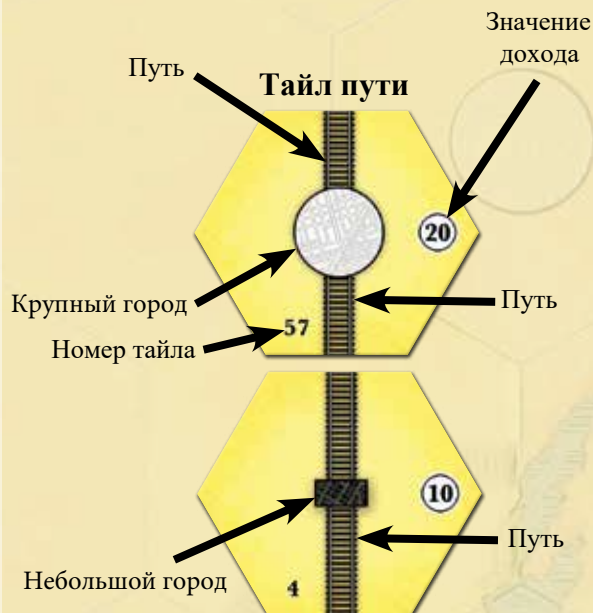 Значение
дохода
Путь
Тайл пути
20
Крупный город
Путь
57
Номер тайла
10
Путь
Небольшой город
4